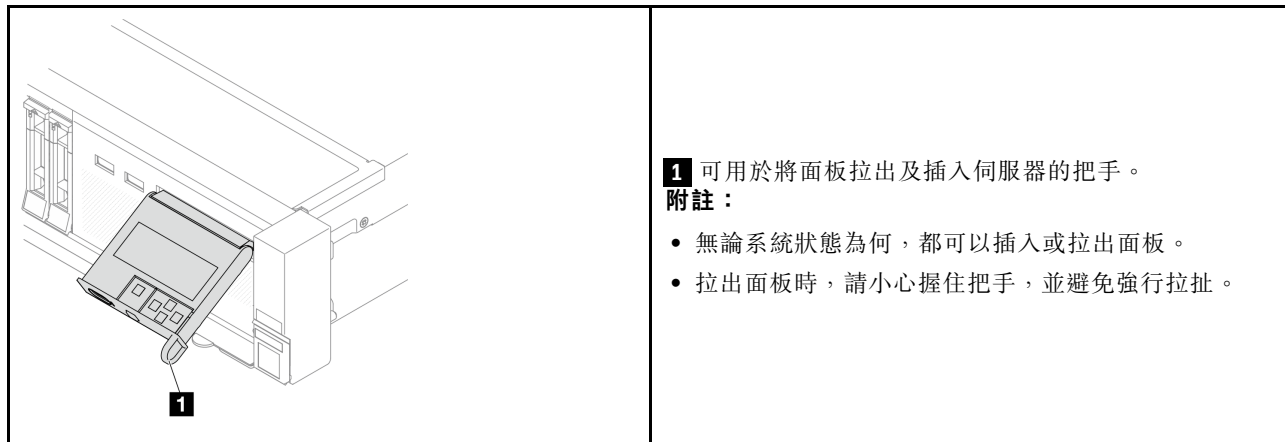 1
1 可用於將面板拉出及插入伺服器的把手。
附註：
• 無論系統狀態為何，都可以插入或拉出面板。
• 拉出面板時，請小心握住把手，並避免強行拉扯。